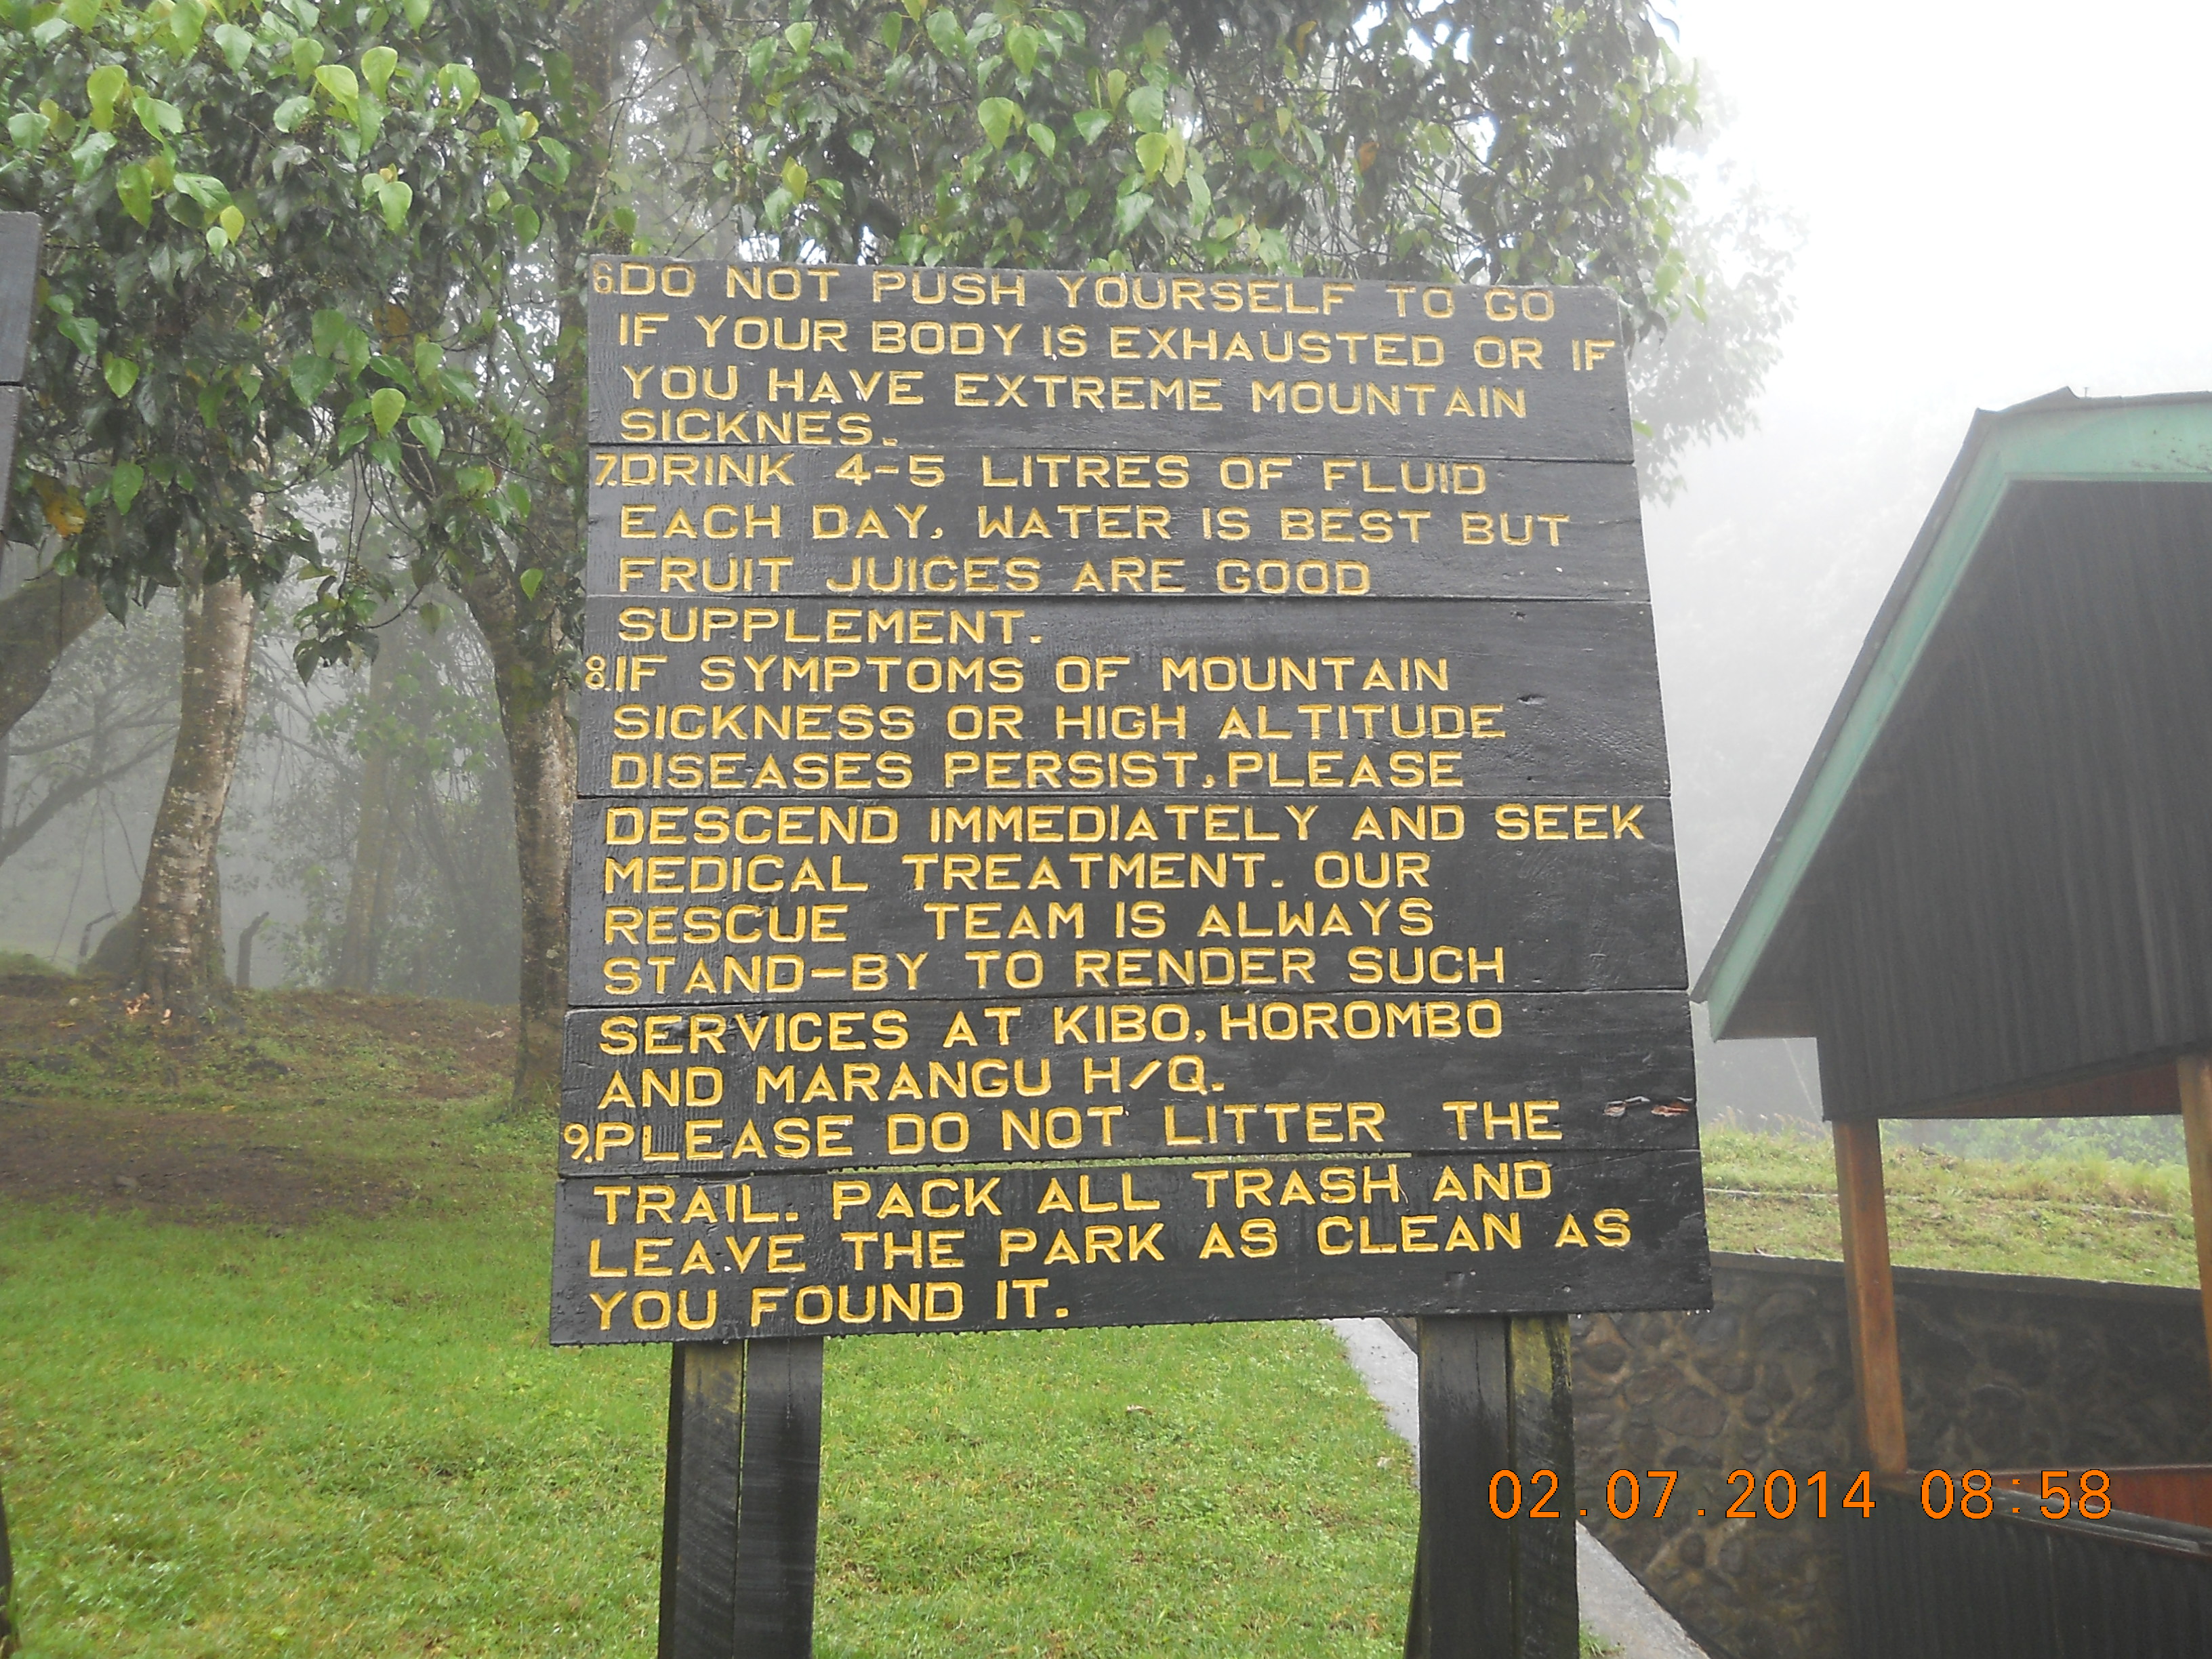 6.DO NOT PUSH YOURSELF TO GO
IF YOUR BODY IS EXHAUSTED OR IF
YOU HAVE EXTREME MOUNTAIN
SICKNES.
7.DRINK 4-5 LITRES OF FLUID
EACH DAY, WATER IS BEST BUT
FRUIT JUICES ARE GOOD
SUPPLEMENT.
8.IF SYMPTOMS OF MOUNTAIN
SICKNESS OR HIGH ALTITUDE
DISEASES PERSIST, PLEASE
DESCEND IMMEDIATELY AND SEEK
MEDICAL TREATMENT. OUR
RESCUE TEAM IS ALWAYS
STAND-BY TO RENDER SUCH
SERVICES AT KIBO, HOROMBO
AND MARANGU H/Q.
9.PLEASE DO NOT LITTER THE
TRAIL. PACK ALL TRASH AND
LEAVE THE PARK AS CLEAN AS
YOU FOUND IT.
02.07.2014 08:58